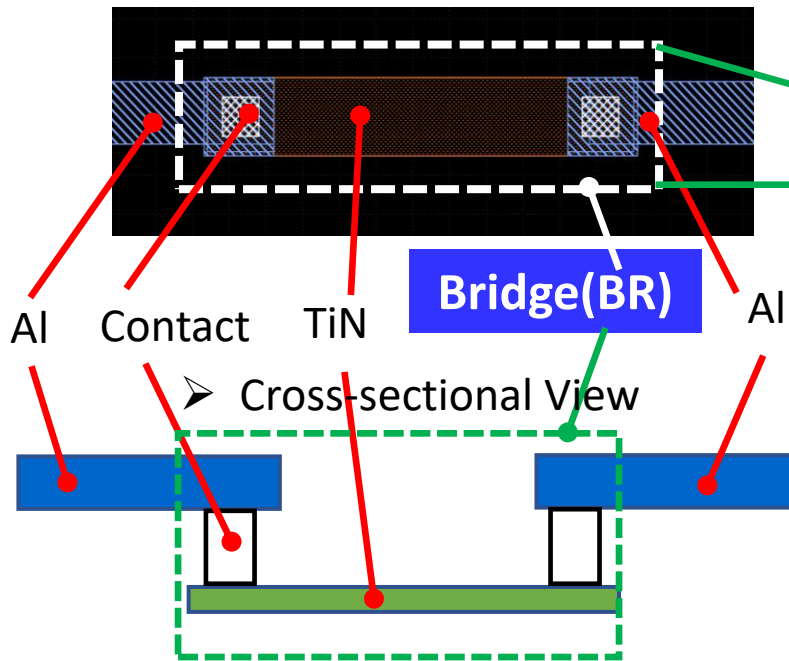 Bridge(BR)
Al
Contact
TiN
Al
➢ Cross-sectional View